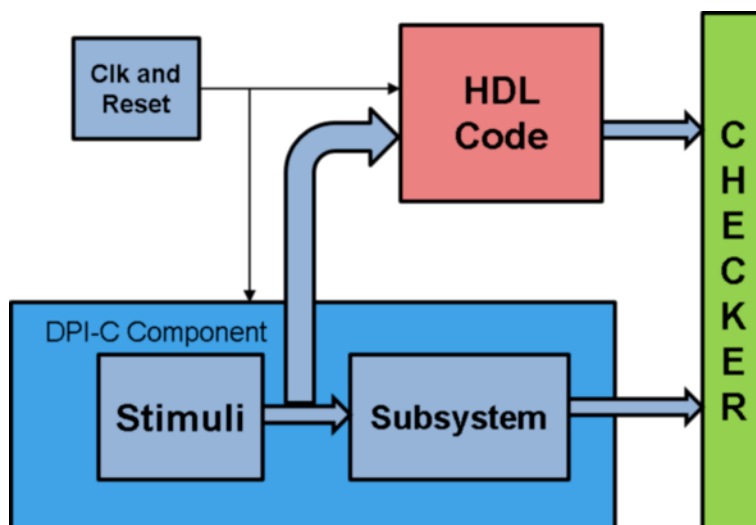 Clk and
Reset
HDL
Code
DPI-C Component
Stimuli
Subsystem
C
H
E
C
K
E
R